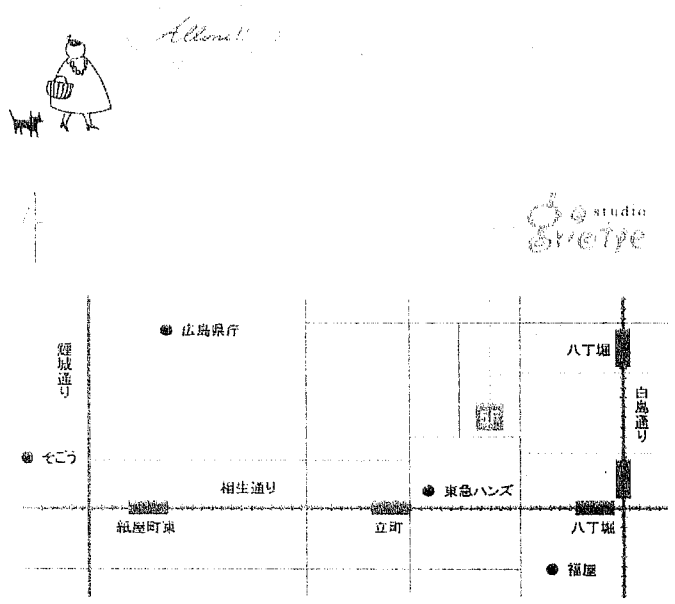 studio
広島県庁
八丁堀
鯉城通り
白島通り
5F
そごう
相生通り
東急ハンズ
紙屋町東
立町
八丁堀
福屋